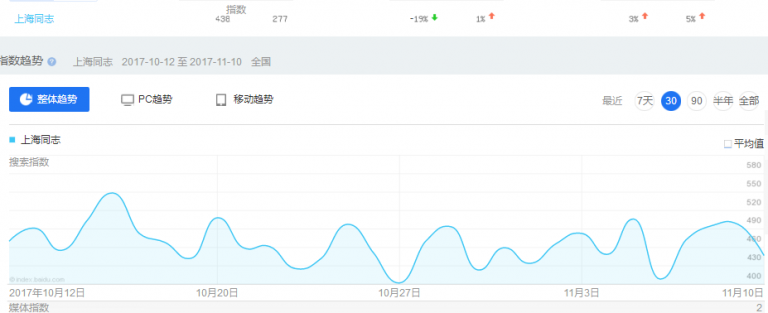 指数
上海同志 438 277 -19% 1% 3% 5%
指数趋势 ? 上海同志 2017-10-12 至 2017-11-10 全国
整体趋势 PC趋势 移动趋势 最近 7天 30 90 半年 全部
上海同志
平均值
搜索指数
580
550
520
490
460
430
400
©index.baidu.com
2017年10月12日 10月20日 10月27日 11月3日 11月10日
媒体指数 2